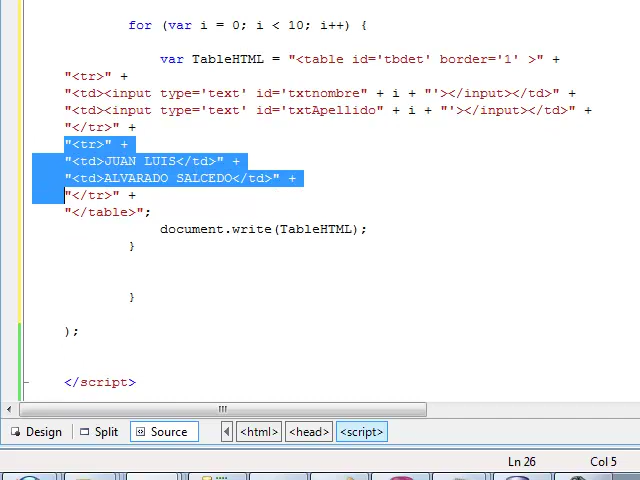 for (var i = 0; i < 10; i++) {
var TableHTML = "<table id='tbdet' border='1' >" +
"<tr>" +
"<td><input type='text' id='txtnombre" + i + "'></input></td>" +
"<td><input type='text' id='txtApellido" + i + "'></input></td>" +
"</tr>" +
"<tr>" +
"<td>JUAN LUIS</td>" +
"<td>ALVARADO SALCEDO</td>" +
"</tr>" +
"</table>";
document.write(TableHTML);
}
}
);
</script>
Design Split Source <html> <head> <script>
Ln 26 Col 5